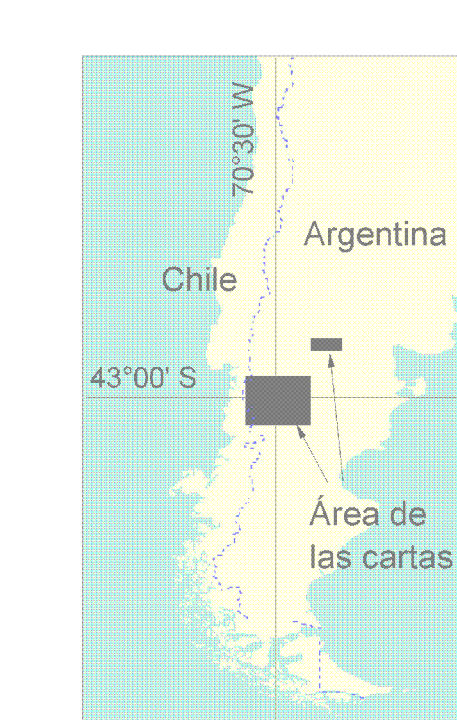 70°30' W
Argentina
Chile
43°00' S
Área de
las cartas